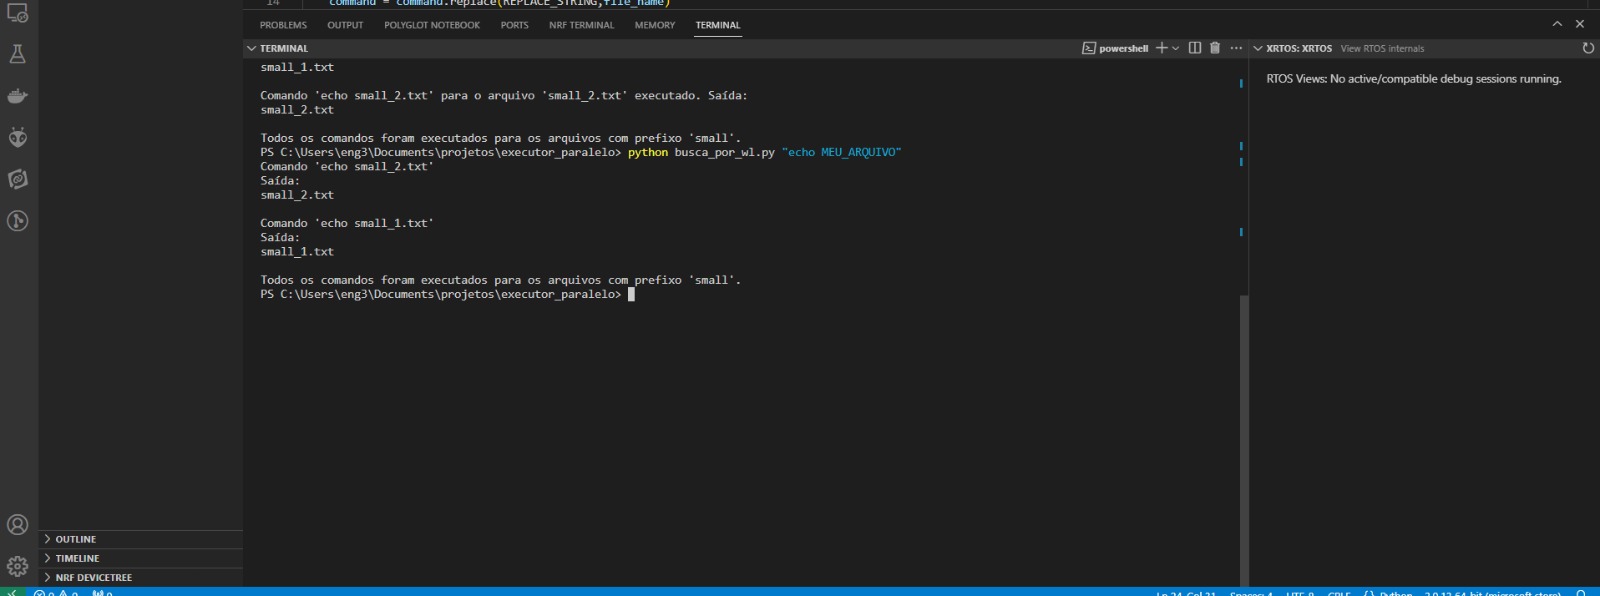 14 command = command.replace(REPLACE_STRING,file_name)
PROBLEMS OUTPUT POLYGLOT NOTEBOOK PORTS NRF TERMINAL MEMORY TERMINAL
TERMINAL powershell XRTOS: XRTOS View RTOS internals
RTOS Views: No active/compatible debug sessions running.
small_1.txt
Comando 'echo small_2.txt' para o arquivo 'small_2.txt' executado. Saída:
small_2.txt
Todos os comandos foram executados para os arquivos com prefixo 'small'.
PS C:\Users\eng3\Documents\projetos\executor_paralelo> python busca_por_wl.py "echo MEU_ARQUIVO"
Comando 'echo small_2.txt'
Saída:
small_2.txt
Comando 'echo small_1.txt'
Saída:
small_1.txt
Todos os comandos foram executados para os arquivos com prefixo 'small'.
PS C:\Users\eng3\Documents\projetos\executor_paralelo>
OUTLINE
TIMELINE
NRF DEVICETREE
0 0 0 Ln 24, Col 21 Spaces: 4 UTF-8 CRLF Python 3.9.13 64-bit (microsoft store)